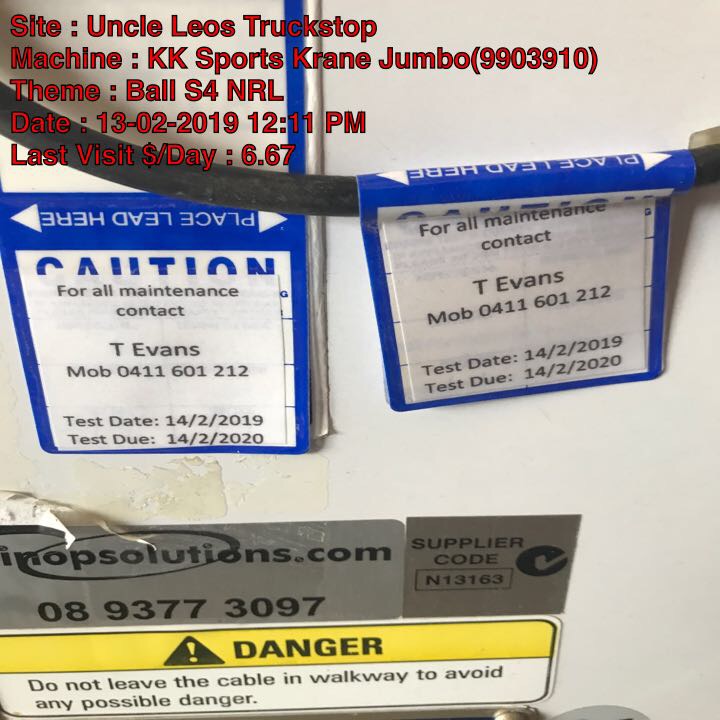 Site : Uncle Leos Truckstop
Machine : KK Sports Krane Jumbo(9903910)
Theme : Ball S4 NRL
Date : 13-02-2019 12:11 PM
Last Visit $/Day : 6.67
PLACE LEAD HERE
CAUTION
For all maintenance
contact
T Evans
Mob 0411 601 212
Test Date: 14/2/2019
Test Due: 14/2/2020
PLACE LEAD HERE
CAUTION
For all maintenance
contact
T Evans
Mob 0411 601 212
Test Date: 14/2/2019
Test Due: 14/2/2020
inopsolutions.com
08 9377 3097
SUPPLIER
CODE
N13163
DANGER
Do not leave the cable in walkway to avoid
any possible danger.